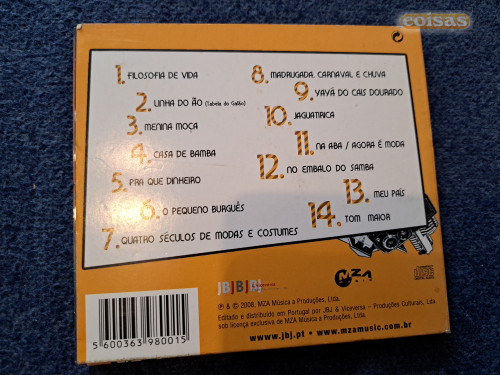 coisas
1. FILOSOFIA DE VIDA
2. LINHA DO ÃO (Tabela do Galão)
3. MENINA MOÇA
4. CASA DE BAMBA
5. PRA QUE DINHEIRO
6. O PEQUENO BURGUÊS
7. QUATRO SÉCULOS DE MODAS E COSTUMES
8. MADRUGADA, CARNAVAL E CHUVA
9. YAYÁ DO CAIS DOURADO
10. JAGUATIRICA
11. NA ABA / AGORA É MODA
12. NO EMBALO DO SAMBA
13. MEU PAÍS
14. TOM MAIOR
JBJBJBJ
MZA
℗ & © 2008, MZA Música a Produções, Ltda.
Editado e distribuído em Portugal por JBJ & Viceversa - Produções Culturais, Lda.
sob licença exclusiva de MZA Música a Produções, Ltda.
www.jbj.pt • www.mzamusic.com.br
5 600363 980015